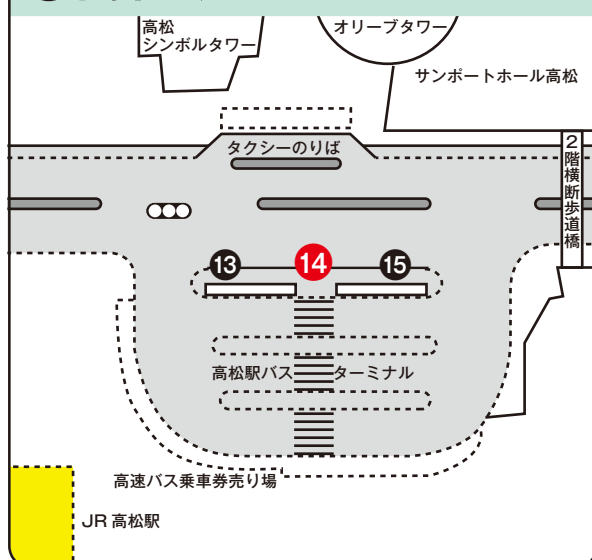 高松
シンボルタワー
オリーブタワー
サンポートホール高松
タクシーのりば
2階横断歩道橋
13
14
15
高松駅バス
ターミナル
高速バス乗車券売り場
JR 高松駅